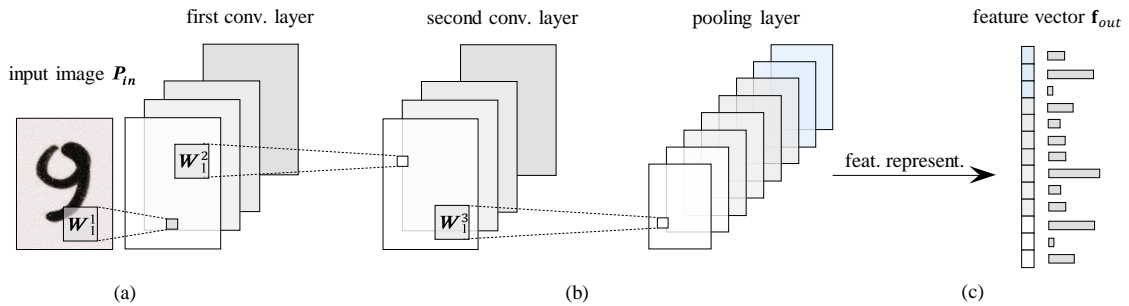 first conv. layer
second conv. layer
pooling layer
feature vector f_out
input image P_in
9
W_1^1
W_1^2
W_1^3
feat. represent.
(a)
(b)
(c)